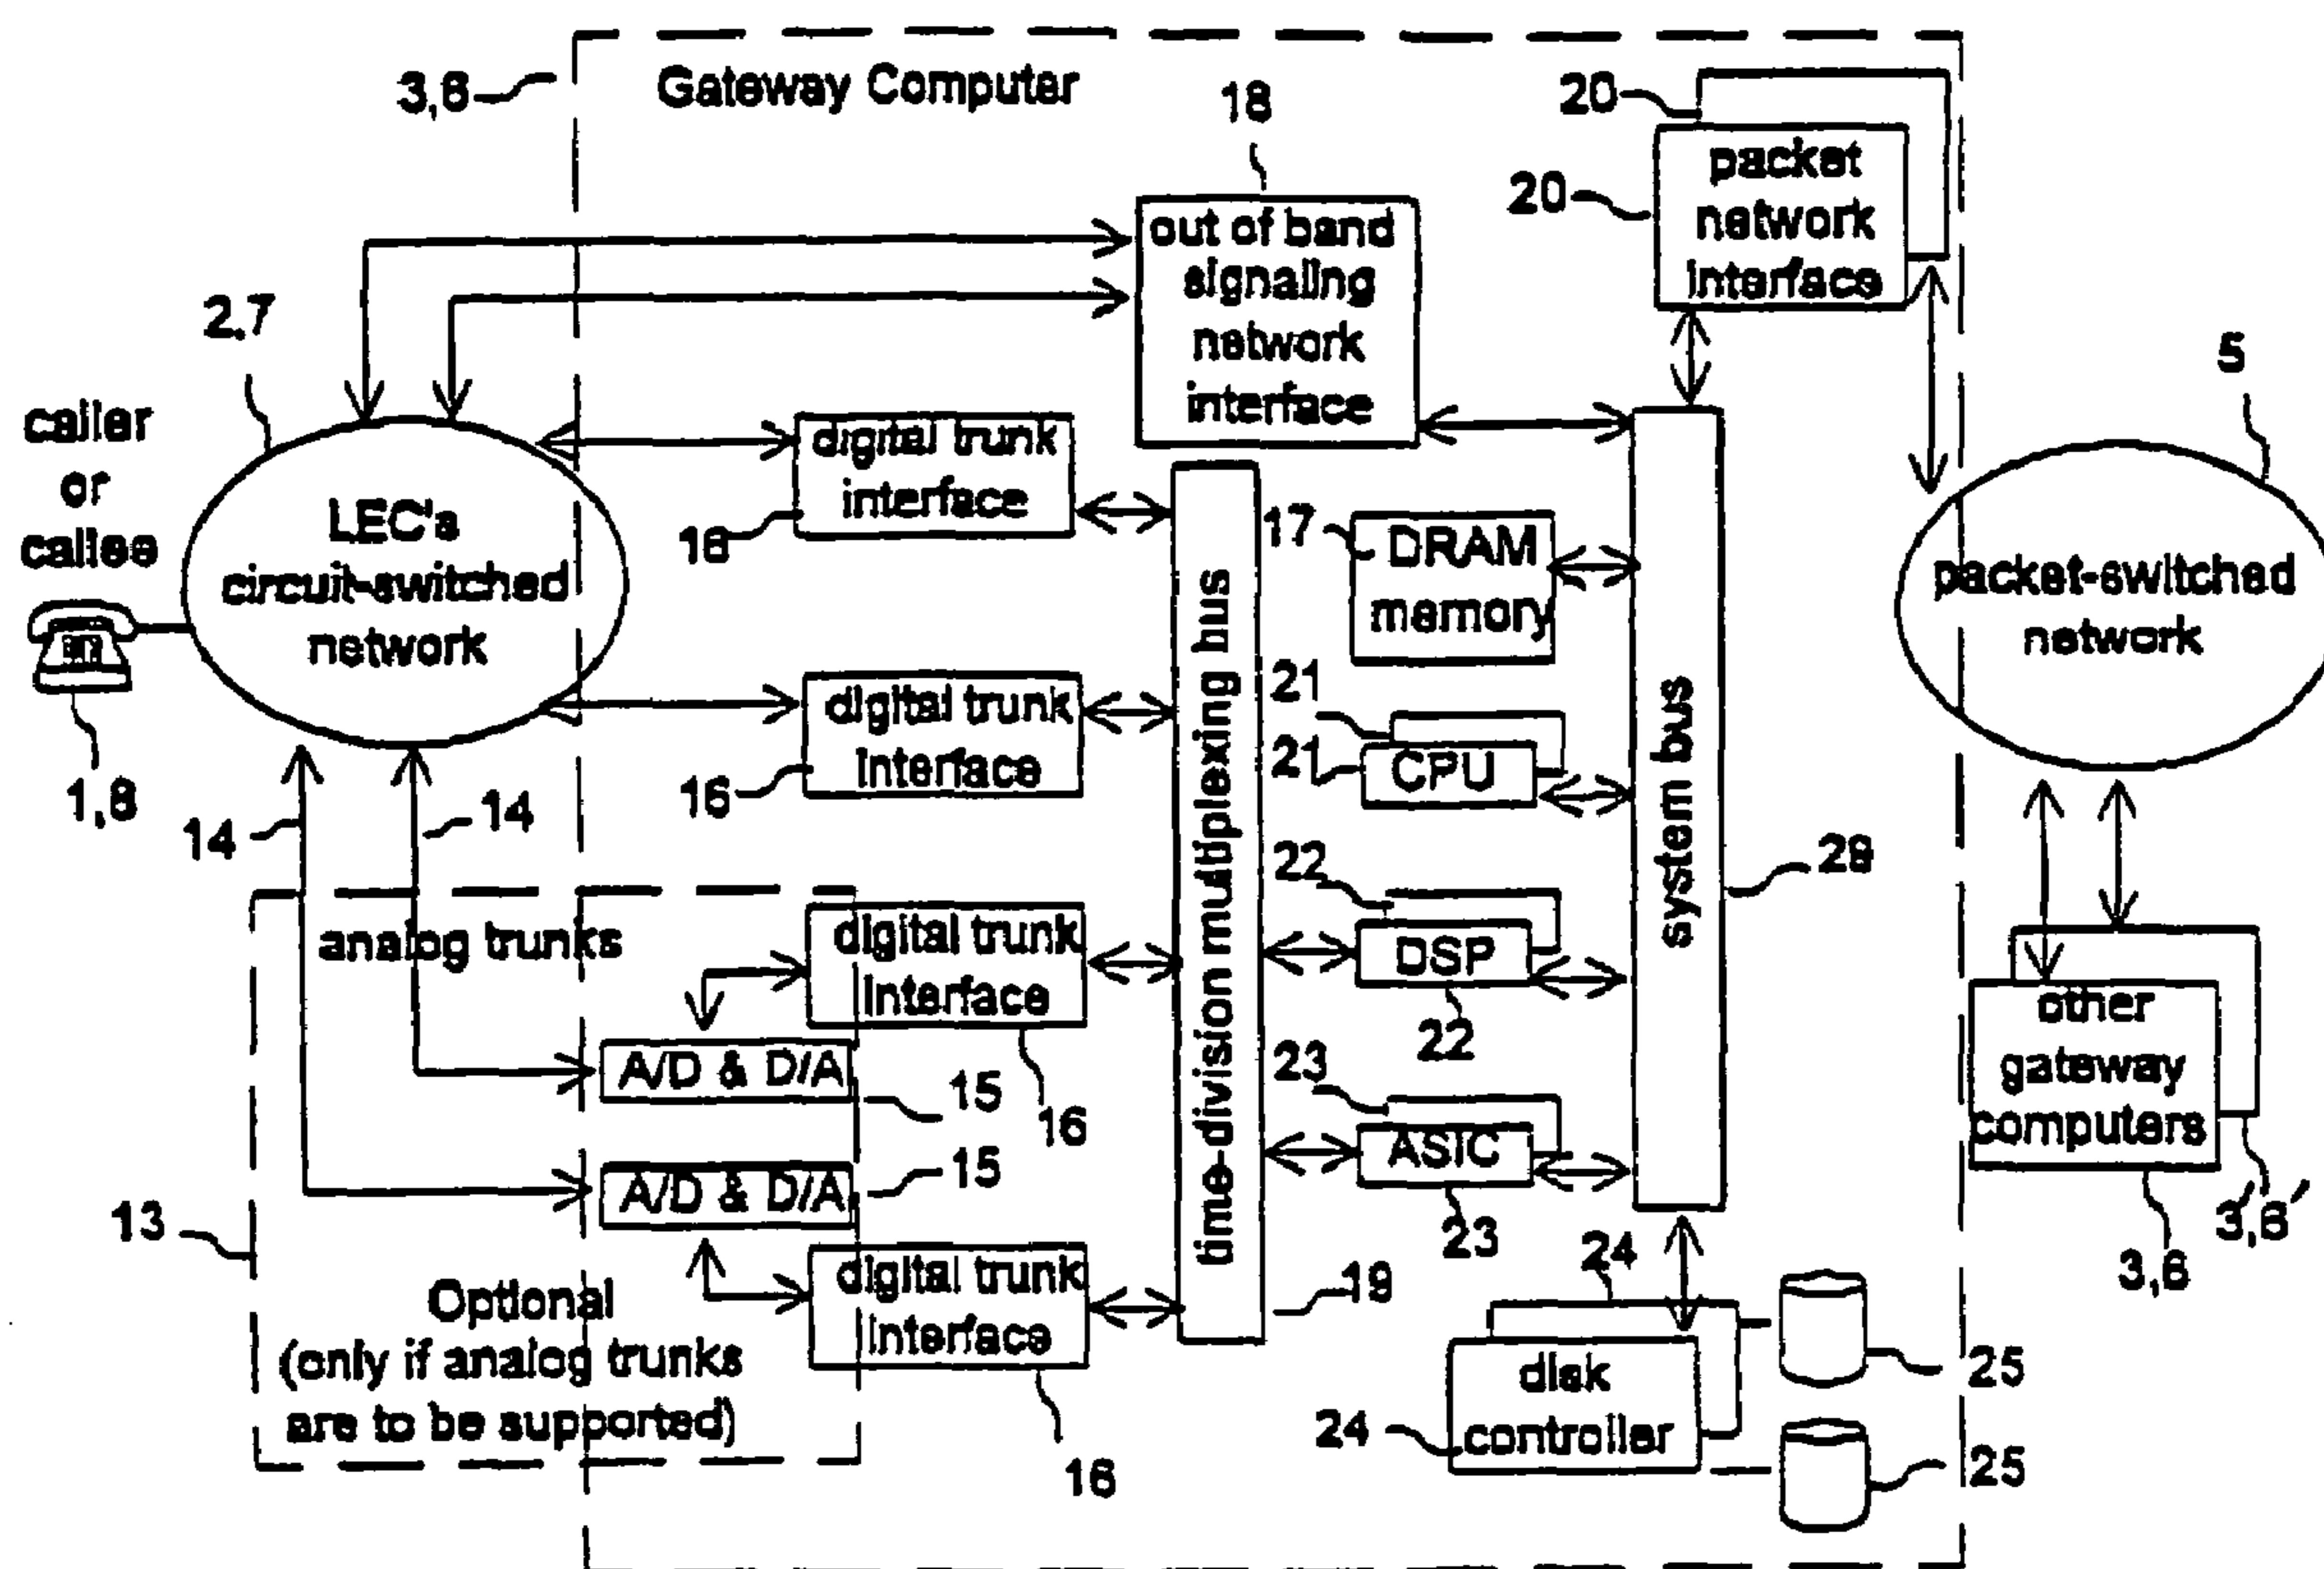 3,6
Gateway Computer
18
20
20
packet
network
interface
out of band
signaling
network
interface
2,7
5
caller
or
callee
digital trunk
interface
16
LEC's
circuit-switched
network
17
DRAM
memory
packet-switched
network
1,8
digital trunk
interface
16
21
21
CPU
time-division multiplexing bus
system bus
14
14
22
DSP
22
analog trunks
digital trunk
interface
16
A/D & D/A
15
A/D & D/A
15
23
ASIC
23
other
gateway
computers
3,6'
3,6
13
Optional
(only if analog trunks
are to be supported)
digital trunk
interface
16
19
24
disk
controller
24
25
25